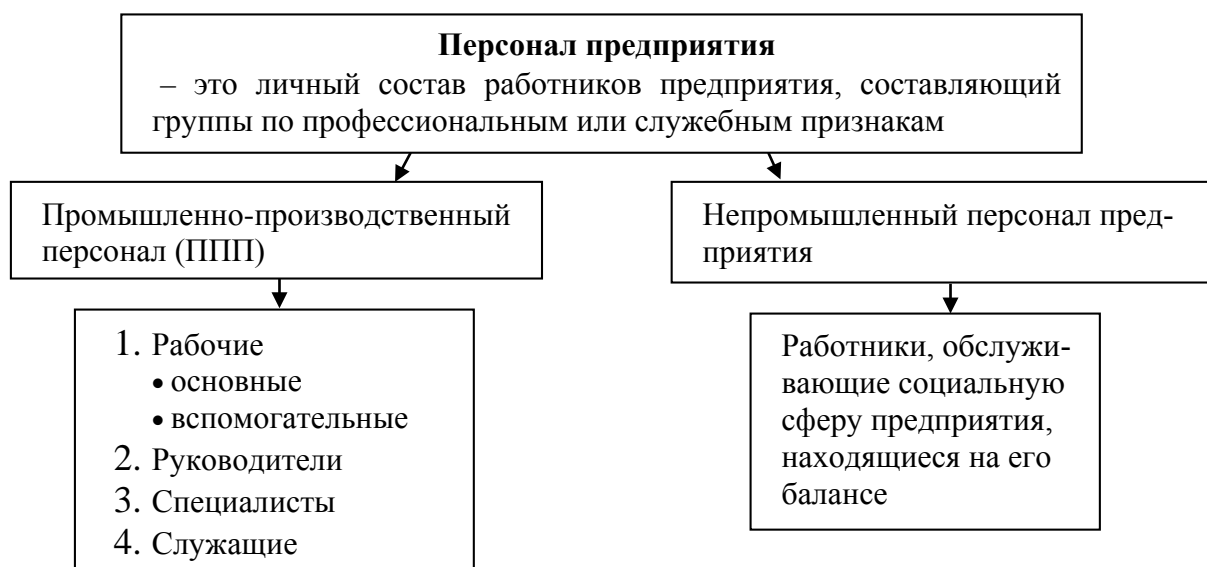 Персонал предприятия
– это личный состав работников предприятия, составляющий
группы по профессиональным или служебным признакам
Промышленно-производственный
персонал (ППП)
Непромышленный персонал пред-
приятия
1. Рабочие
• основные
• вспомогательные
2. Руководители
3. Специалисты
4. Служащие
Работники, обслужи-
вающие социальную
сферу предприятия,
находящиеся на его
балансе